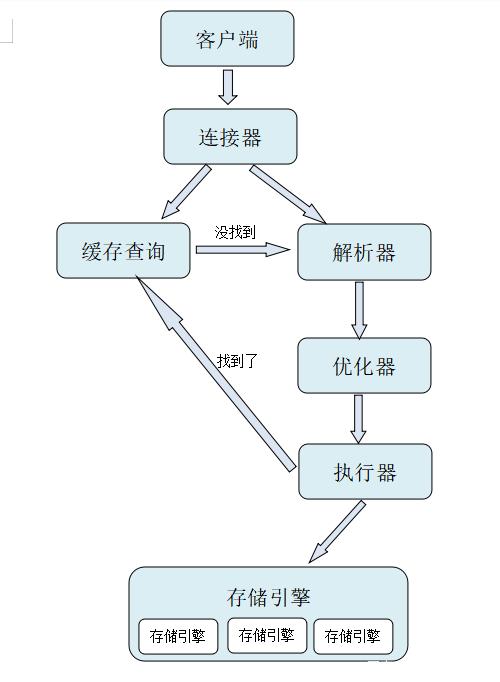 客户端
连接器
没找到
缓存查询
解析器
找到了
优化器
执行器
存储引擎
存储引擎 存储引擎 存储引擎